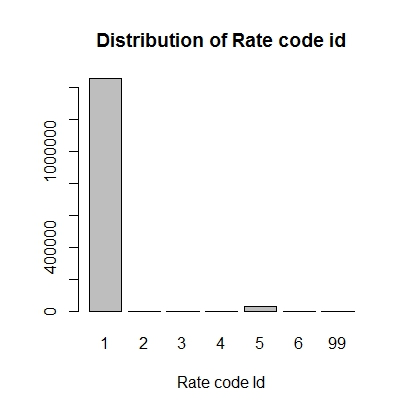 Distribution of Rate code id
1000000
400000
0
1 2 3 4 5 6 99
Rate code Id